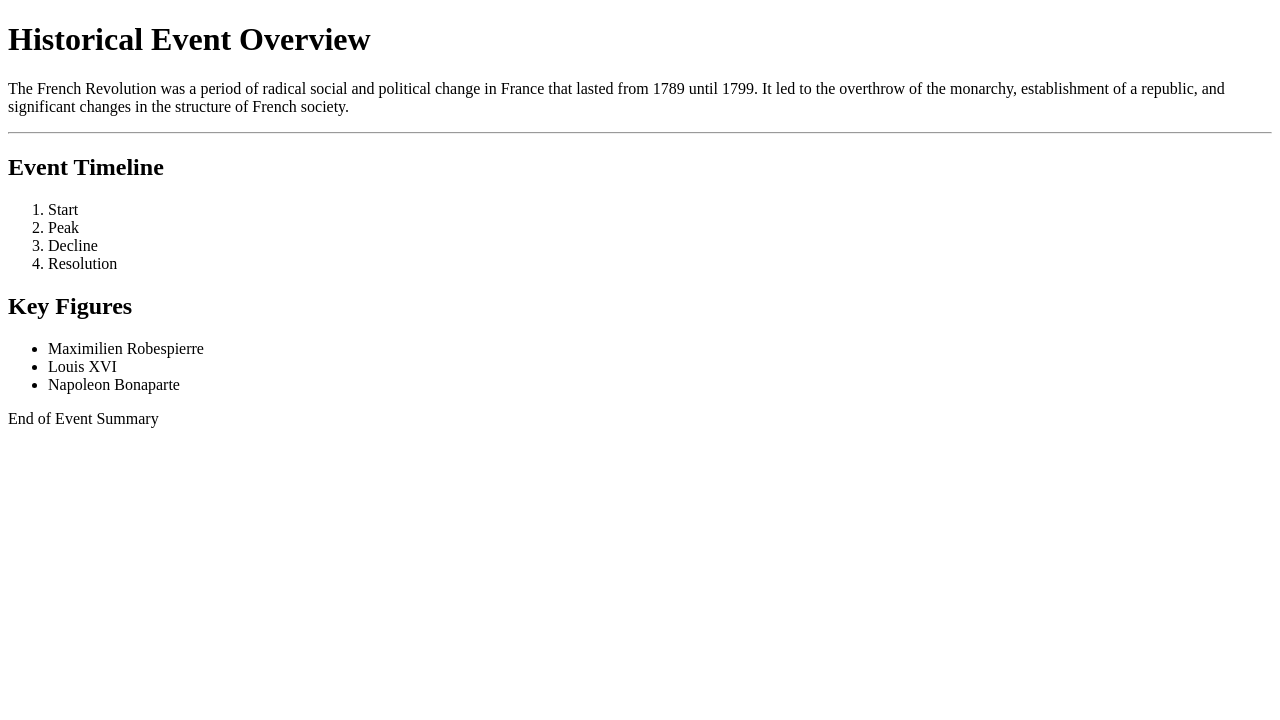 Historical Event Overview
The French Revolution was a period of radical social and political change in France that lasted from 1789 until 1799. It led to the overthrow of the monarchy, establishment of a republic, and
significant changes in the structure of French society.
Event Timeline
1. Start
2. Peak
3. Decline
4. Resolution
Key Figures
• Maximilien Robespierre
• Louis XVI
• Napoleon Bonaparte
End of Event Summary